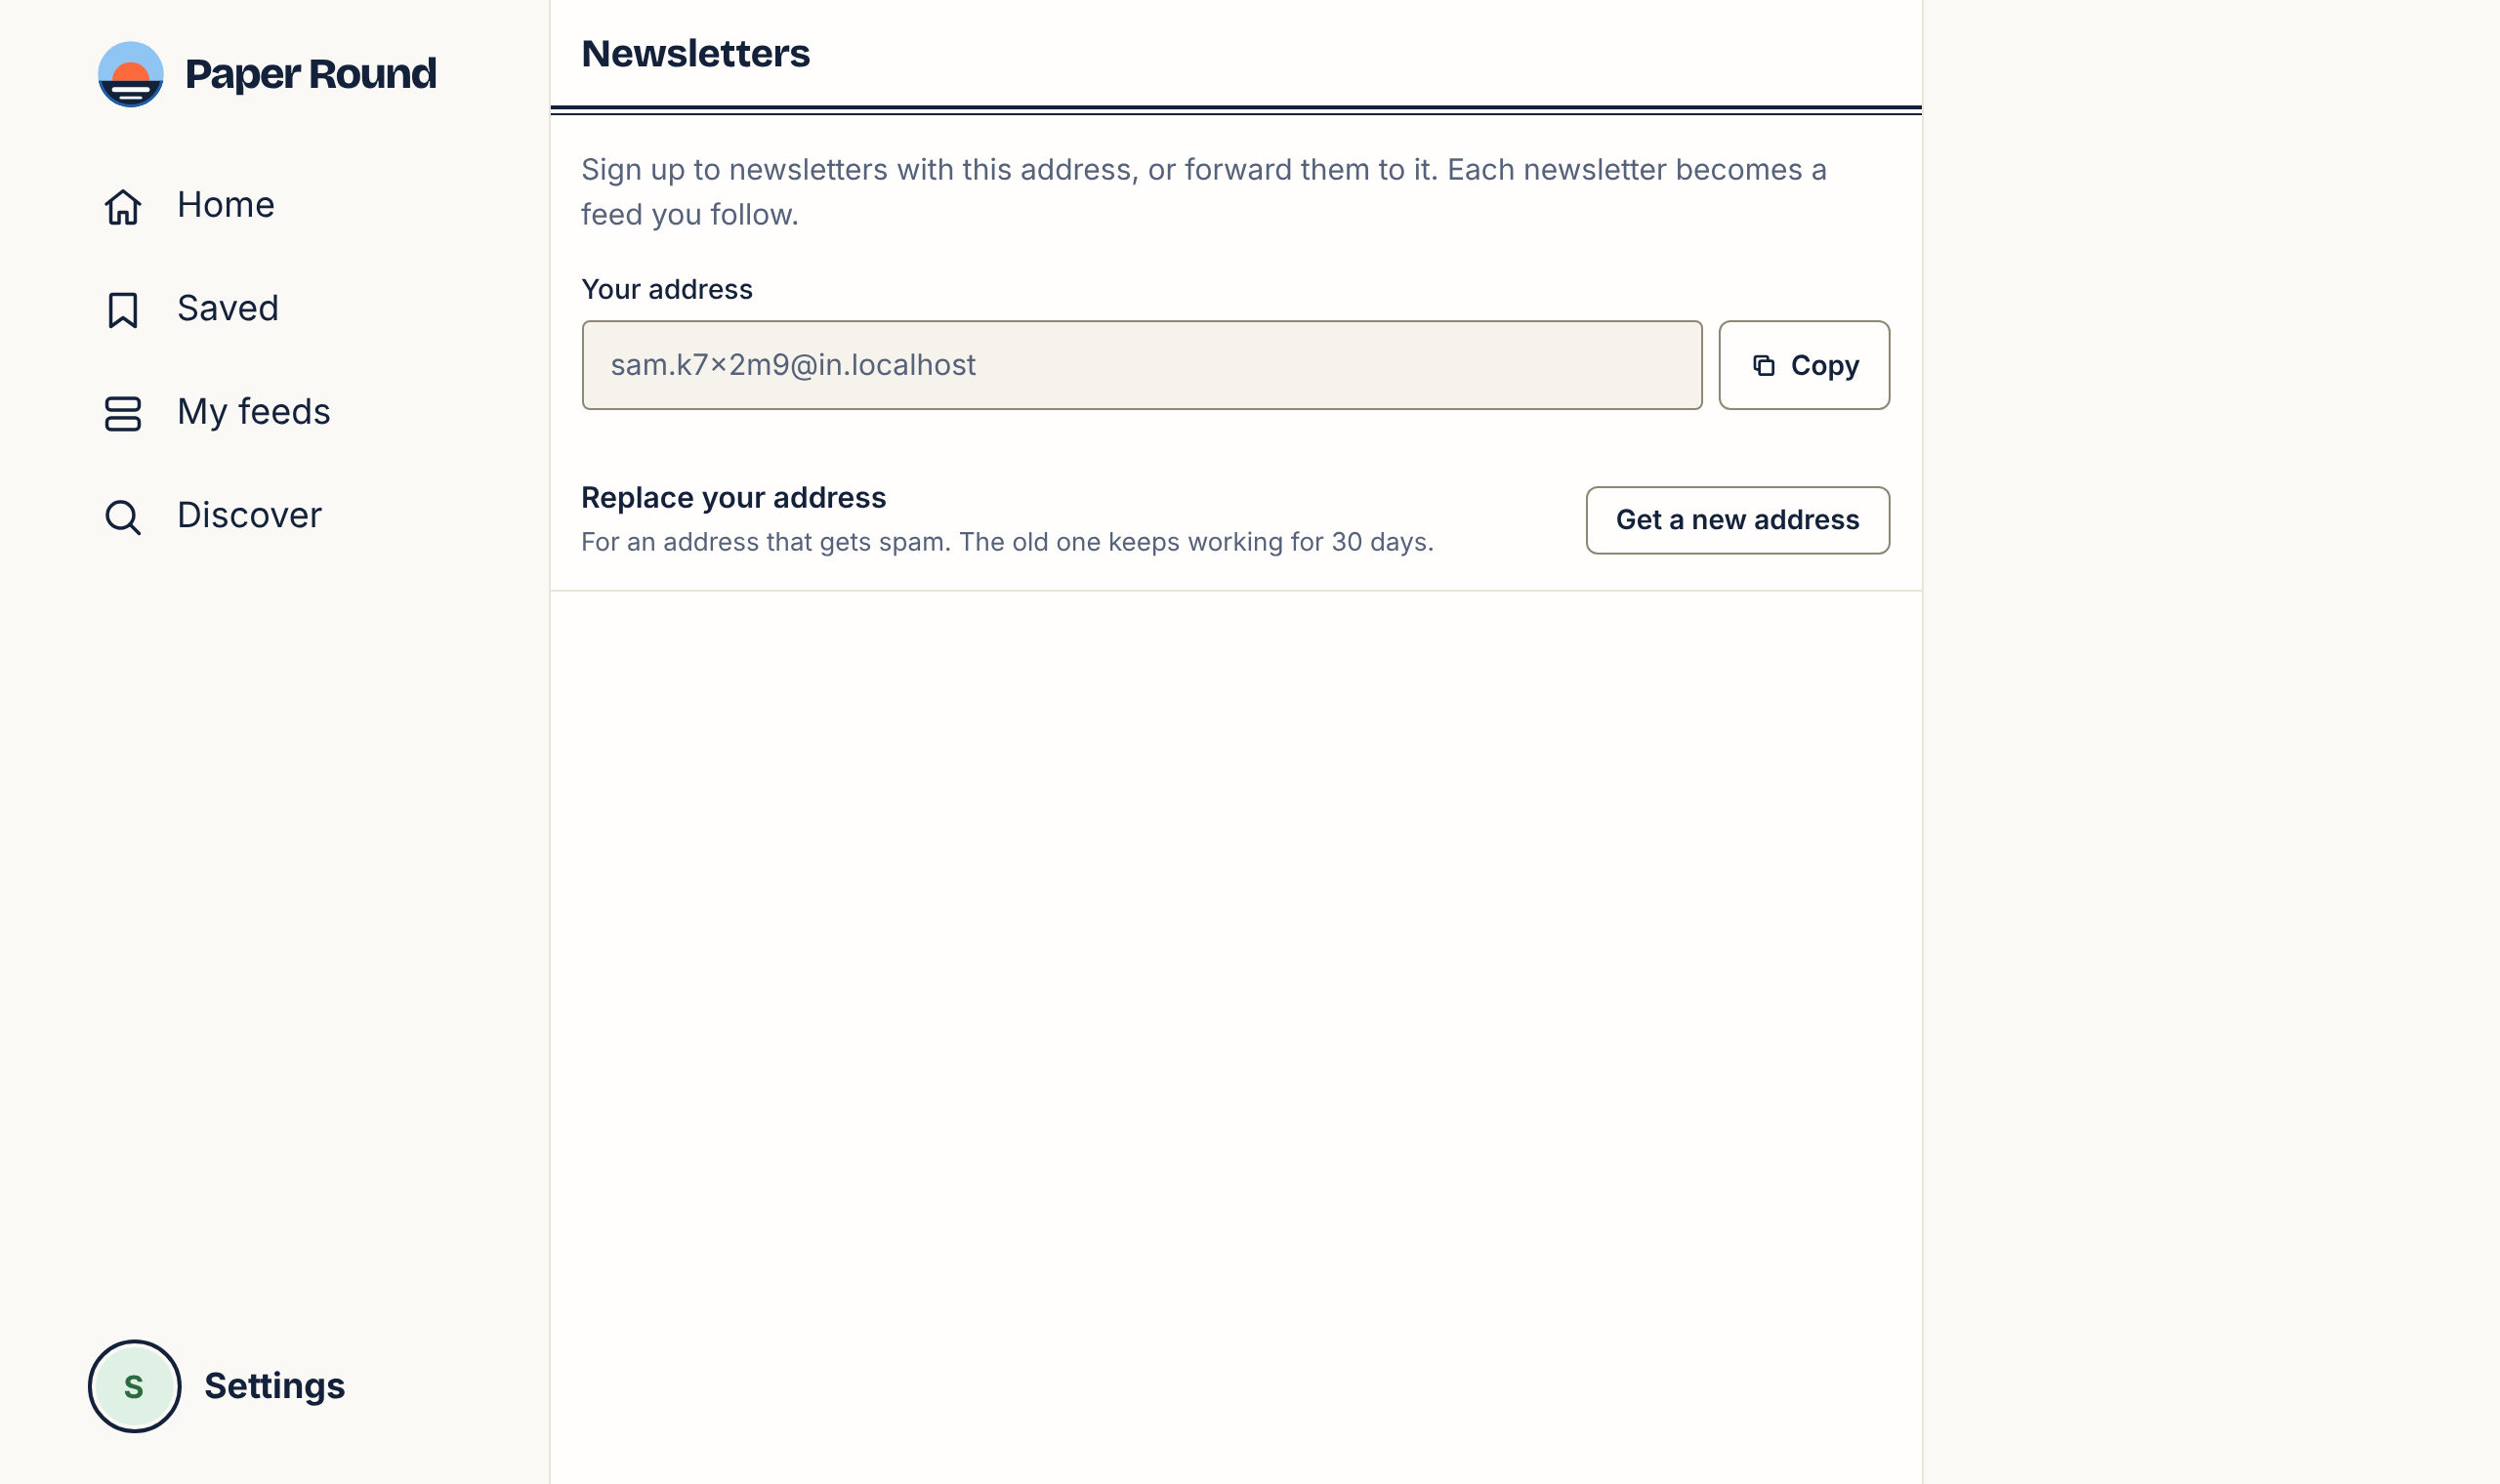 Paper Round
Home
Saved
My feeds
Discover
S
Settings
Newsletters
Sign up to newsletters with this address, or forward them to it. Each newsletter becomes a
feed you follow.
Your address
sam.k7×2m9@in.localhost
Copy
Replace your address
For an address that gets spam. The old one keeps working for 30 days.
Get a new address